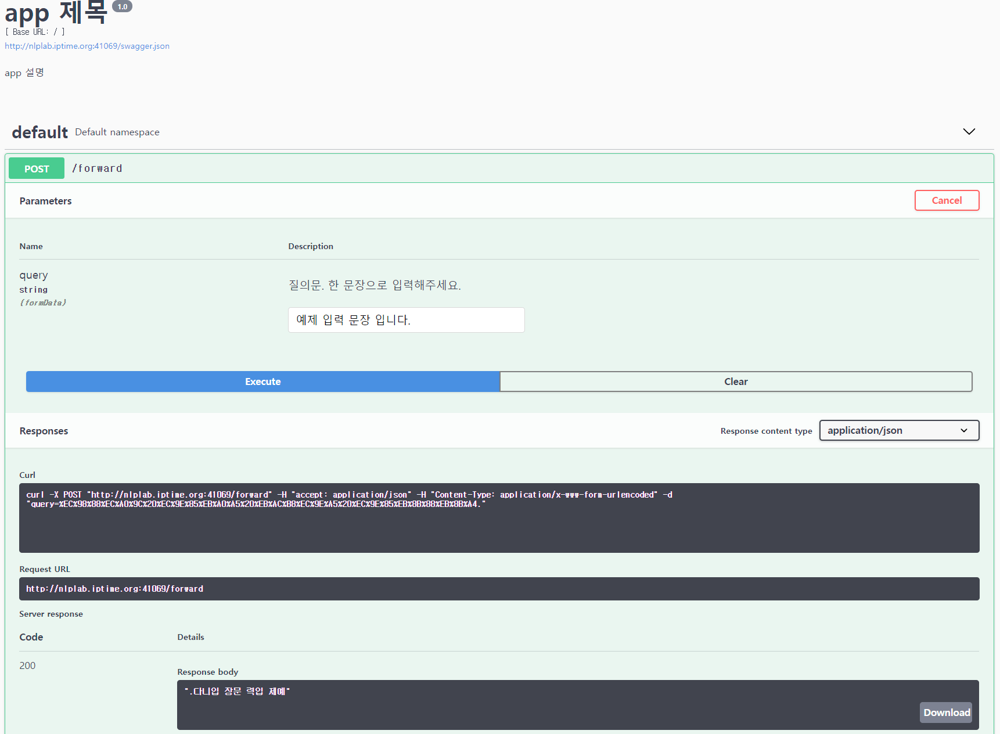 app 제목 1.0
[ Base URL: / ]
http://nlplab.iptime.org:41069/swagger.json
app 설명
default Default namespace
POST /forward
Parameters Cancel
Name Description
query
string
(formData)
질의문. 한 문장으로 입력해주세요.
예제 입력 문장 입니다.
Execute Clear
Responses Response content type application/json
Curl
curl -X POST "http://nlplab.iptime.org:41069/forward" -H "accept: application/json" -H "Content-Type: application/x-www-form-urlencoded" -d
"query=%EC%98%88%EC%A0%9C%20%EC%9E%85%EB%A0%A5%20%EB%AC%B8%EC%9E%A5%20%EC%9E%85%EB%8B%88%EB%8B%A4."
Request URL
http://nlplab.iptime.org:41069/forward
Server response
Code Details
200
Response body
".다니입 장문 력입 제예"
Download